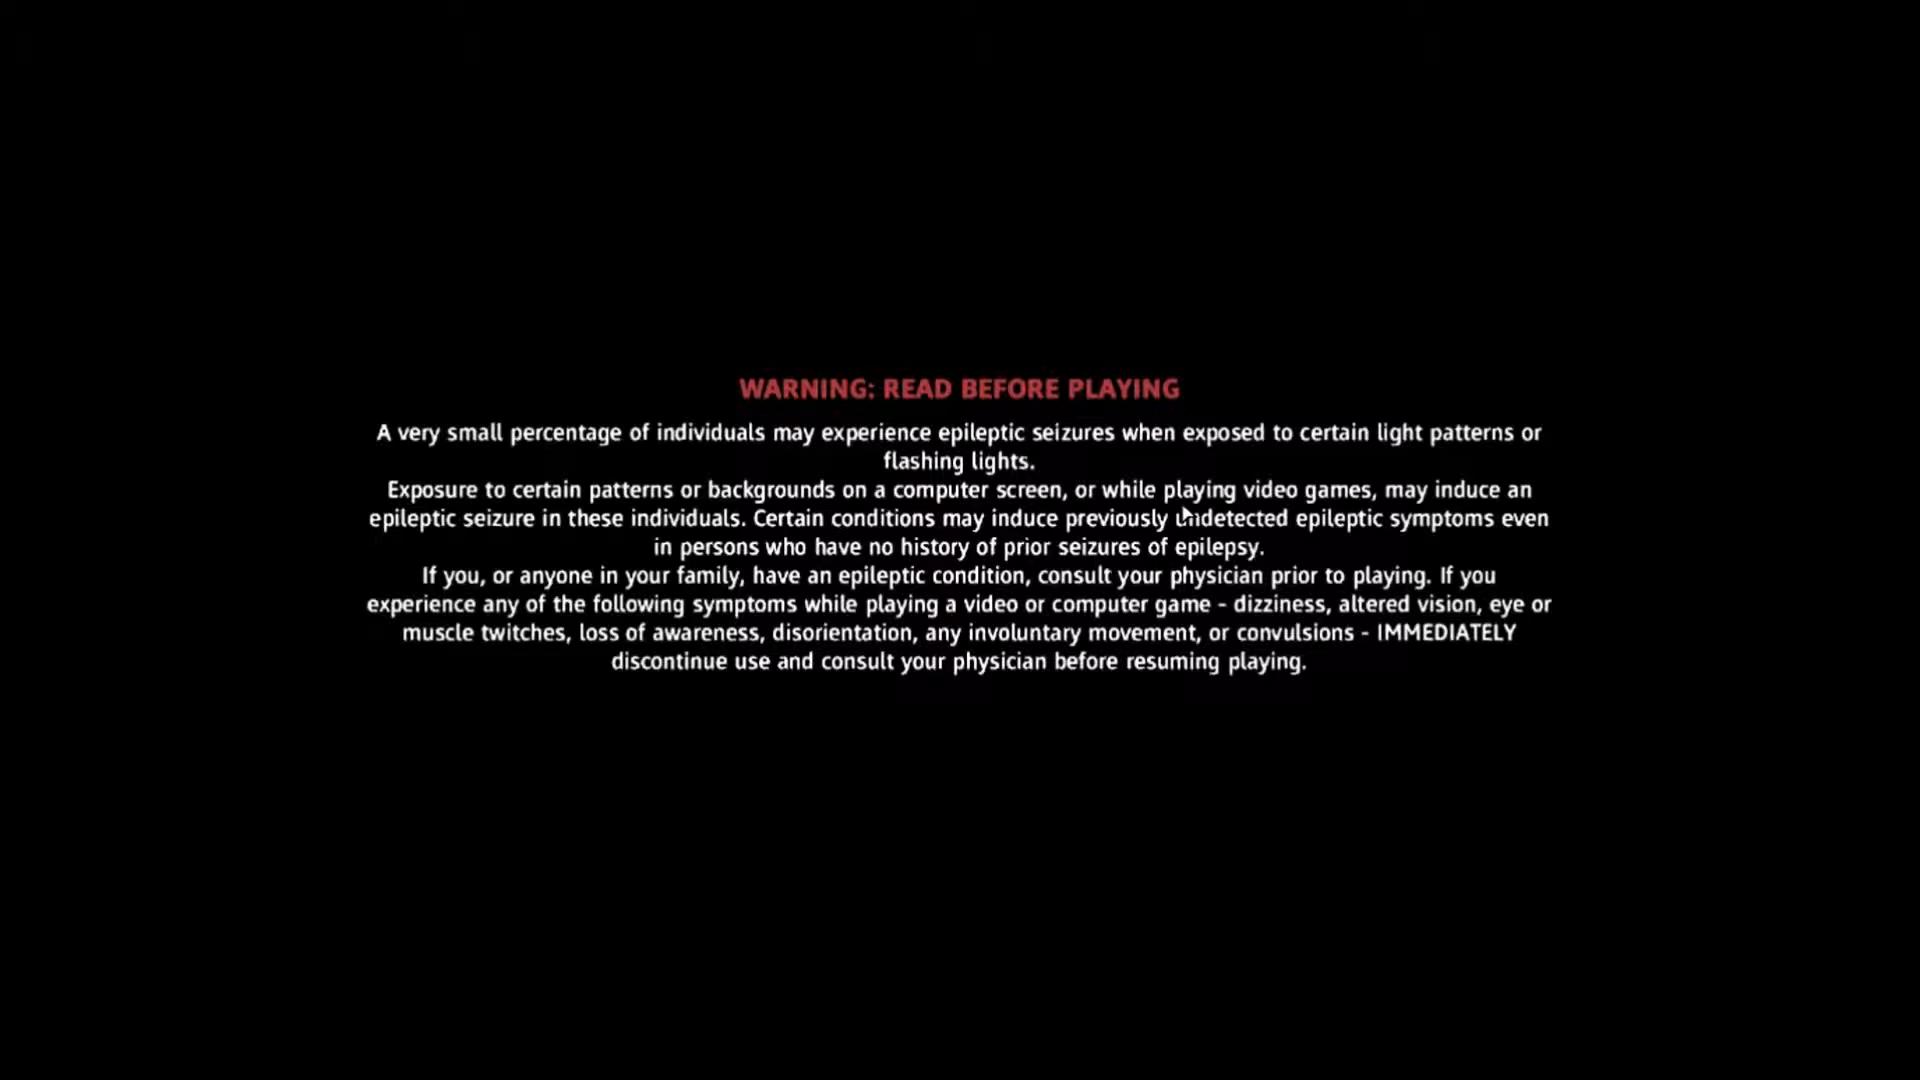 WARNING: READ BEFORE PLAYING
A very small percentage of individuals may experience epileptic seizures when exposed to certain light patterns or
flashing lights.
Exposure to certain patterns or backgrounds on a computer screen, or while playing video games, may induce an
epileptic seizure in these individuals. Certain conditions may induce previously undetected epileptic symptoms even
in persons who have no history of prior seizures of epilepsy.
If you, or anyone in your family, have an epileptic condition, consult your physician prior to playing. If you
experience any of the following symptoms while playing a video or computer game - dizziness, altered vision, eye or
muscle twitches, loss of awareness, disorientation, any involuntary movement, or convulsions - IMMEDIATELY
discontinue use and consult your physician before resuming playing.